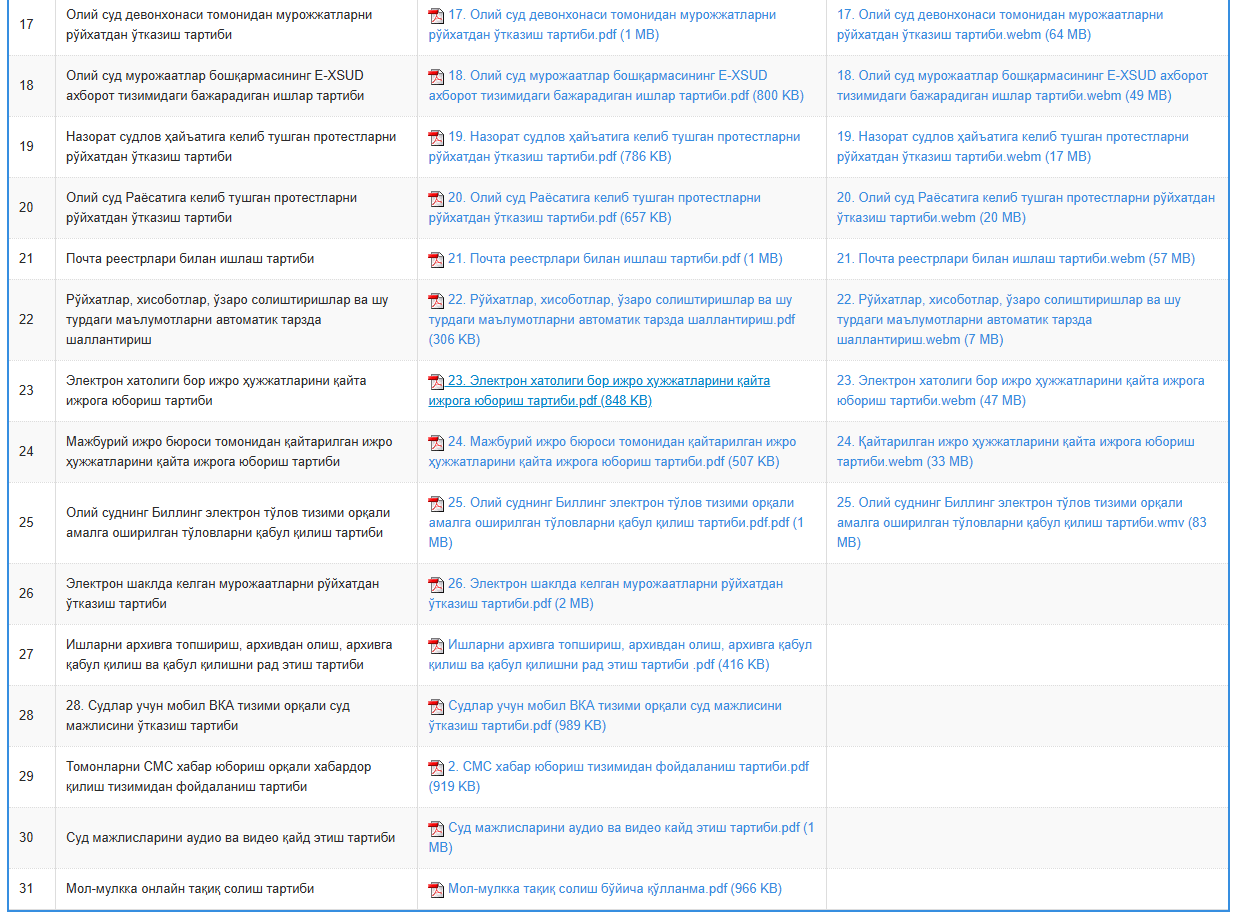 17
Олий суд девонхонаси томонидан мурожжатларни
рўйхатдан ўтказиш тартиби
17. Олий суд девонхонаси томонидан мурожжатларни
рўйхатдан ўтказиш тартиби.pdf (1 MB)
17. Олий суд девонхонаси томонидан мурожаатларни
рўйхатдан ўтказиш тартиби.webm (64 MB)
18
Олий суд мурожаатлар бошқармасининг E-XSUD
ахборот тизимидаги бажарадиган ишлар тартиби
18. Олий суд мурожаатлар бошқармасининг E-XSUD
ахборот тизимидаги бажарадиган ишлар тартиби.pdf (800 KB)
18. Олий суд мурожаатлар бошқармасининг E-XSUD ахборот
тизимидаги бажарадиган ишлар тартиби.webm (49 MB)
19
Назорат судлов ҳайъатига келиб тушган протестларни
рўйхатдан ўтказиш тартиби
19. Назорат судлов ҳайъатига келиб тушган протестларни
рўйхатдан ўтказиш тартиби.pdf (786 KB)
19. Назорат судлов ҳайъатига келиб тушган протестларни
рўйхатдан ўтказиш тартиби.webm (17 MB)
20
Олий суд Раёсатига келиб тушган протестларни
рўйхатдан ўтказиш тартиби
20. Олий суд Раёсатига келиб тушган протестларни
рўйхатдан ўтказиш тартиби.pdf (657 KB)
20. Олий суд Раёсатига келиб тушган протестларни рўйхатдан
ўтказиш тартиби.webm (20 MB)
21
Почта реестрлари билан ишлаш тартиби
21. Почта реестрлари билан ишлаш тартиби.pdf (1 MB)
21. Почта реестрлари билан ишлаш тартиби.webm (57 MB)
22
Рўйхатлар, хисоботлар, ўзаро солиштиришлар ва шу
турдаги маълумотларни автоматик тарзда
шаллантириш
22. Рўйхатлар, хисоботлар, ўзаро солиштиришлар ва шу
турдаги маълумотларни автоматик тарзда шаллантириш.pdf
(306 KB)
22. Рўйхатлар, хисоботлар, ўзаро солиштиришлар ва шу
турдаги маълумотларни автоматик тарзда
шаллантириш.webm (7 MB)
23
Электрон хатолиги бор ижро ҳужжатларини қайта
ижрога юбориш тартиби
23. Электрон хатолиги бор ижро ҳужжатларини қайта
ижрога юбориш тартиби.pdf (848 KB)
23. Электрон хатолиги бор ижро ҳужжатларини қайта ижрога
юбориш тартиби.webm (47 MB)
24
Мажбурий ижро бюроси томонидан қайтарилган ижро
ҳужжатларини қайта ижрога юбориш тартиби
24. Мажбурий ижро бюроси томонидан қайтарилган ижро
ҳужжатларини қайта ижрога юбориш тартиби.pdf (507 KB)
24. Қайтарилган ижро ҳужжатларини қайта ижрога юбориш
тартиби.webm (33 MB)
25
Олий суднинг Биллинг электрон тўлов тизими орқали
амалга оширилган тўловларни қабул қилиш тартиби
25. Олий суднинг Биллинг электрон тўлов тизими орқали
амалга оширилган тўловларни қабул қилиш тартиби.pdf.pdf (1
MB)
25. Олий суднинг Биллинг электрон тўлов тизими орқали
амалга оширилган тўловларни қабул қилиш тартиби.wmv (83
MB)
26
Электрон шаклда келган мурожаатларни рўйхатдан
ўтказиш тартиби
26. Электрон шаклда келган мурожаатларни рўйхатдан
ўтказиш тартиби.pdf (2 MB)
27
Ишларни архивга топшириш, архивдан олиш, архивга
қабул қилиш ва қабул қилишни рад этиш тартиби
Ишларни архивга топшириш, архивдан олиш, архивга қабул
қилиш ва қабул қилишни рад этиш тартиби .pdf (416 KB)
28
28. Судлар учун мобил ВКА тизими орқали суд
мажлисини ўтказиш тартиби
Судлар учун мобил ВКА тизими орқали суд мажлисини
ўтказиш тартиби.pdf (989 KB)
29
Томонларни СМС хабар юбориш орқали хабардор
қилиш тизимидан фойдаланиш тартиби
2. СМС хабар юбориш тизимидан фойдаланиш тартиби.pdf
(919 KB)
30
Суд мажлисларини аудио ва видео қайд этиш тартиби
Суд мажлисларини аудио ва видео кайд этиш тартиби.pdf (1
MB)
31
Мол-мулкка онлайн тақиқ солиш тартиби
Мол-мулкка тақиқ солиш бўйича қўлланма.pdf (966 KB)